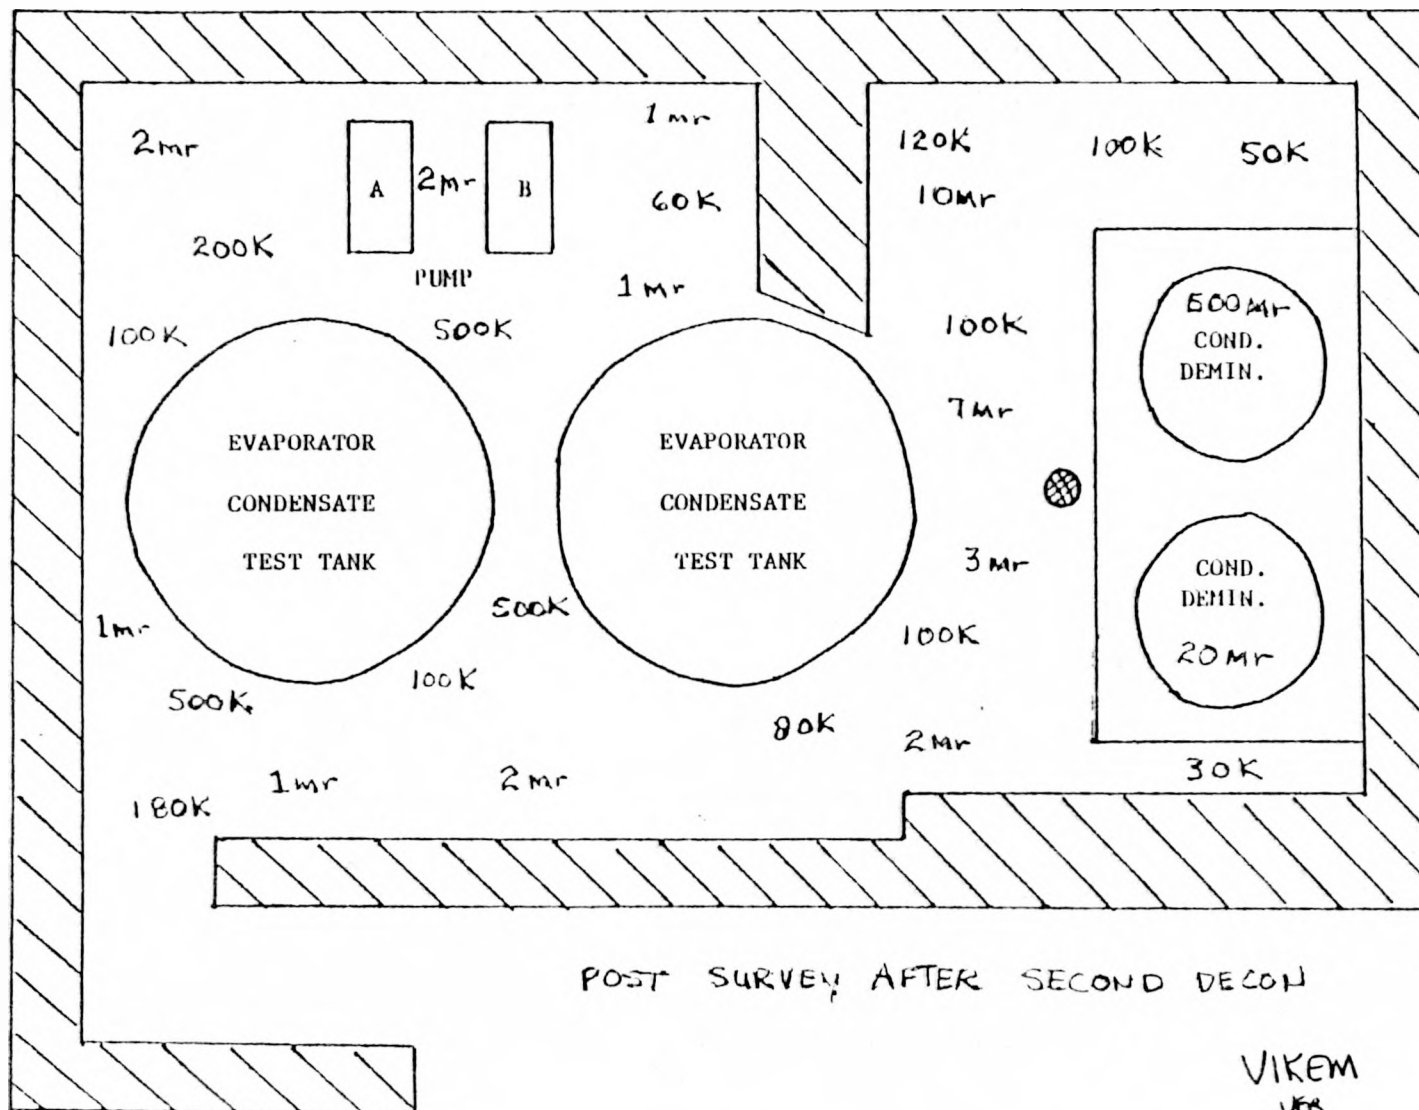 2mr
A
2mr
B
1mr
120K
100K
50K
60K
10Mr
200K
PUMP
1mr
100K
500K
100K
COND.
DEMIN.
7Mr
EVAPORATOR
CONDENSATE
TEST TANK
EVAPORATOR
CONDENSATE
TEST TANK
3mr
COND.
DEMIN.
20Mr
1mr
500K
100K
500K
100K
80K
2Mr
30K
180K
1mr
2mr
POST SURVEY AFTER SECOND DECON
VIKEM